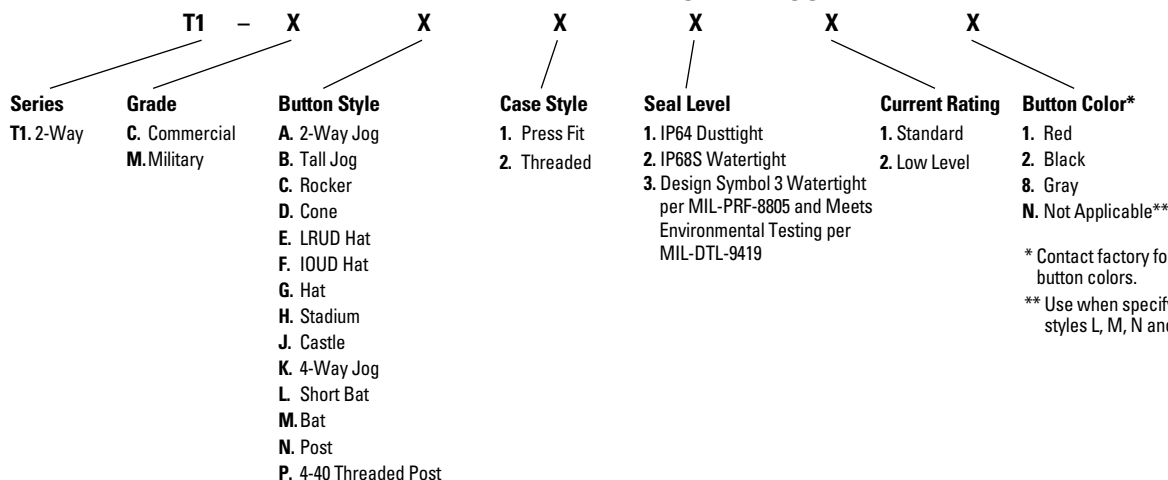 T1 – X X X X X X
Series
T1. 2-Way
Grade
C. Commercial
M. Military
Button Style
A. 2-Way Jog
B. Tall Jog
C. Rocker
D. Cone
E. LRUD Hat
F. IOUD Hat
G. Hat
H. Stadium
J. Castle
K. 4-Way Jog
L. Short Bat
M. Bat
N. Post
P. 4-40 Threaded Post
Case Style
1. Press Fit
2. Threaded
Seal Level
1. IP64 Dusttight
2. IP68S Watertight
3. Design Symbol 3 Watertight
per MIL-PRF-8805 and Meets
Environmental Testing per
MIL-DTL-9419
Current Rating
1. Standard
2. Low Level
Button Color*
1. Red
2. Black
8. Gray
N. Not Applicable**
* Contact factory
button colors.
** Use when
styles L, M, N